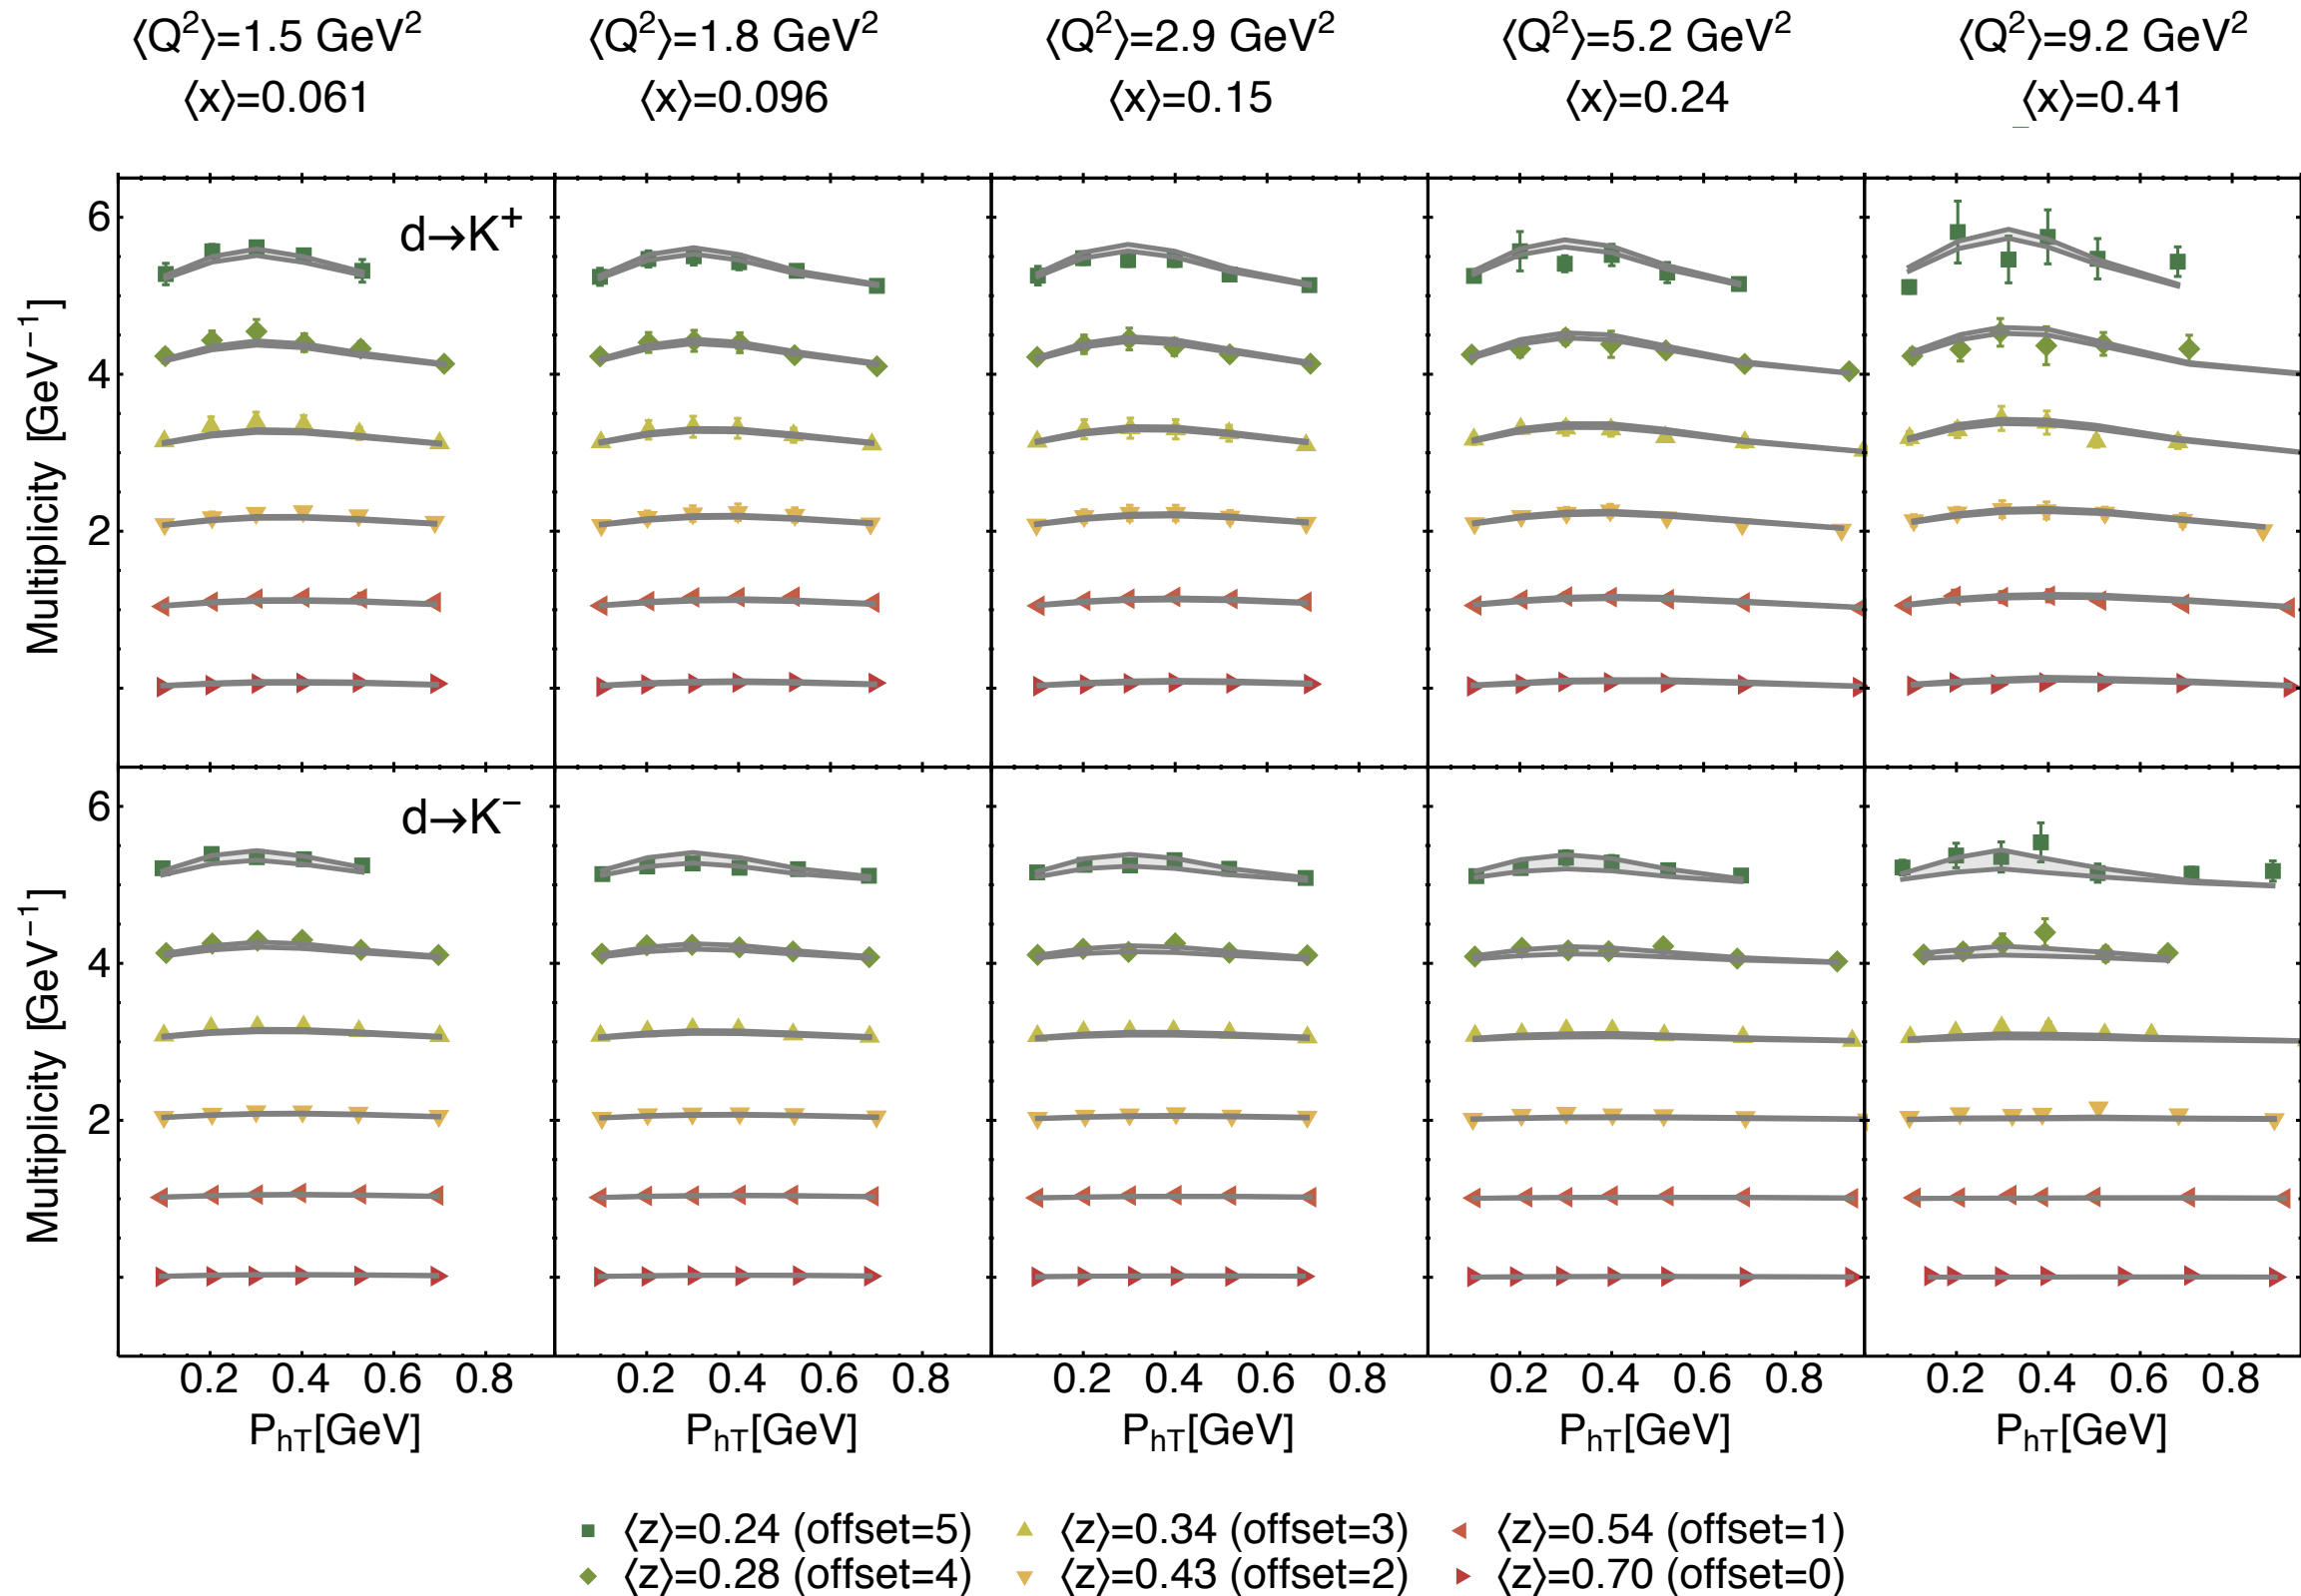 ⟨Q²⟩=1.5 GeV² ⟨Q²⟩=1.8 GeV² ⟨Q²⟩=2.9 GeV² ⟨Q²⟩=5.2 GeV² ⟨Q²⟩=9.2 GeV²
⟨x⟩=0.061 ⟨x⟩=0.096 ⟨x⟩=0.15 ⟨x⟩=0.24 ⟨x⟩=0.41
Multiplicity [GeV⁻¹]
6
4
2
d→K⁺
Multiplicity [GeV⁻¹]
6
4
2
d→K⁻
0.2 0.4 0.6 0.8 0.2 0.4 0.6 0.8 0.2 0.4 0.6 0.8 0.2 0.4 0.6 0.8 0.2 0.4 0.6 0.8
P_hT[GeV] P_hT[GeV] P_hT[GeV] P_hT[GeV] P_hT[GeV]
⟨z⟩=0.24 (offset=5) ⟨z⟩=0.34 (offset=3) ⟨z⟩=0.54 (offset=1)
⟨z⟩=0.28 (offset=4) ⟨z⟩=0.43 (offset=2) ⟨z⟩=0.70 (offset=0)